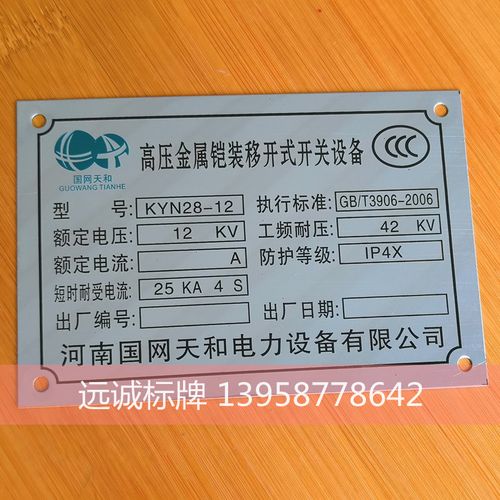 国网天和
GUOWANG TIANHE
高压金属铠装移开式开关设备
CCC
型 号: KYN28-12 执行标准: GB/T3906-2006
额定电压: 12 KV 工频耐压: 42 KV
额定电流: A 防护等级: IP4X
短时耐受电流: 25 KA 4 S
出厂编号: 出厂日期:
河南国网天和电力设备有限公司
远诚标牌 13958778642